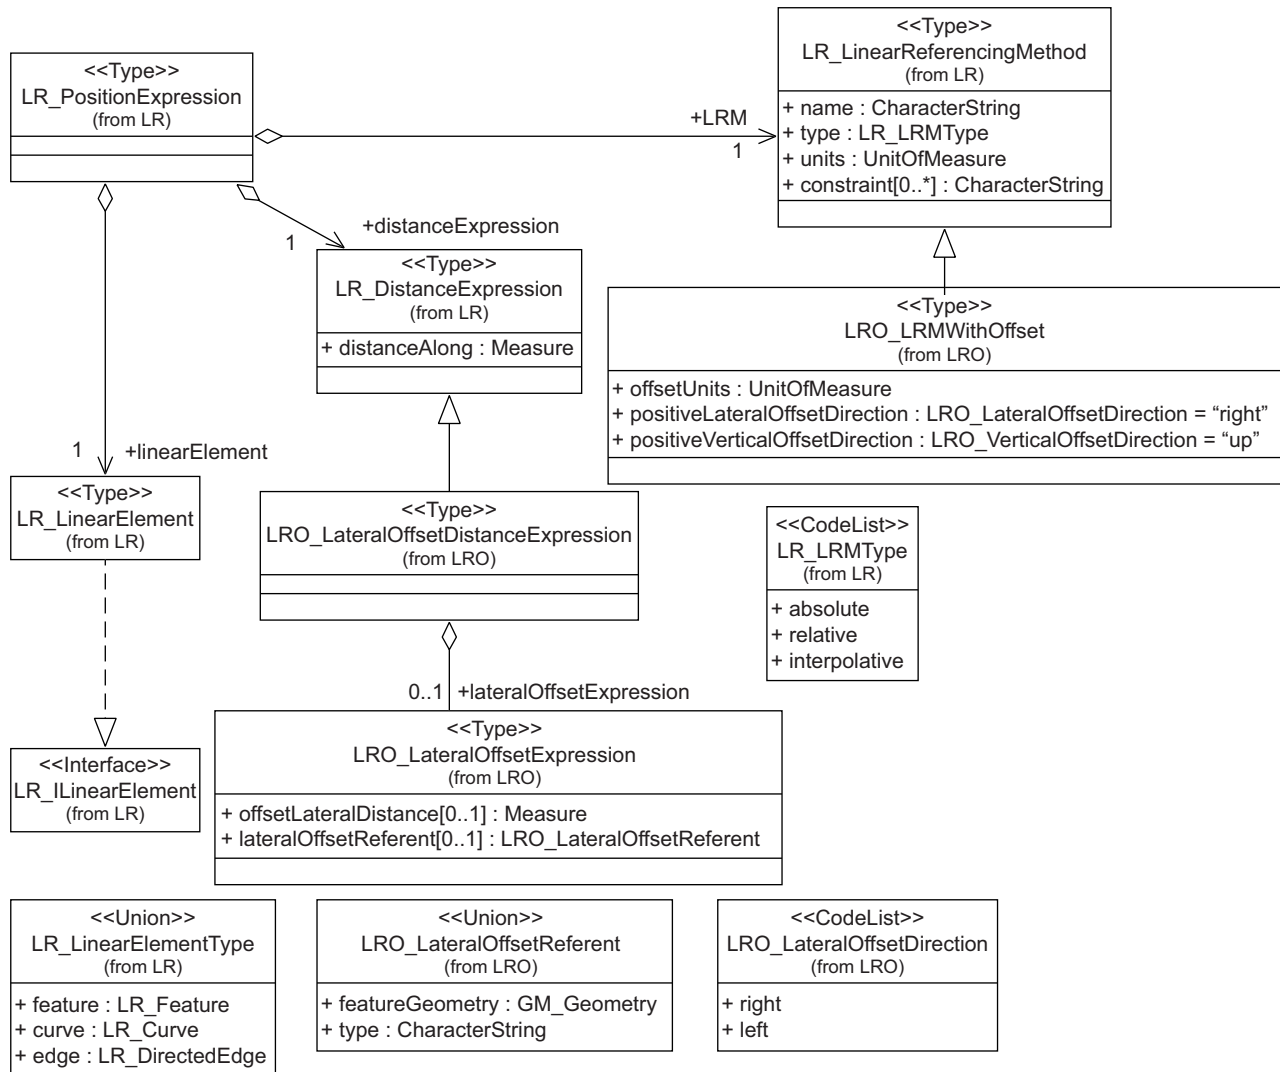 <<Type>>
LR_PositionExpression
(from LR)
<<Type>>
LR_LinearReferencingMethod
(from LR)
+ name : CharacterString
+ type : LR_LRMType
+ units : UnitOfMeasure
+ constraint[0..*] : CharacterString
+LRM
1
+distanceExpression
1
<<Type>>
LR_DistanceExpression
(from LR)
+ distanceAlong : Measure
<<Type>>
LRO_LRMWithOffset
(from LRO)
+ offsetUnits : UnitOfMeasure
+ positiveLateralOffsetDirection : LRO_LateralOffsetDirection = “right”
+ positiveVerticalOffsetDirection : LRO_VerticalOffsetDirection = “up”
1 +linearElement
<<Type>>
LR_LinearElement
(from LR)
<<Type>>
LRO_LateralOffsetDistanceExpression
(from LRO)
<<CodeList>>
LR_LRMType
(from LR)
+ absolute
+ relative
+ interpolative
0..1 +lateralOffsetExpression
<<Type>>
LRO_LateralOffsetExpression
(from LRO)
+ offsetLateralDistance[0..1] : Measure
+ lateralOffsetReferent[0..1] : LRO_LateralOffsetReferent
<<Interface>>
LR_ILinearElement
(from LR)
<<Union>>
LR_LinearElementType
(from LR)
+ feature : LR_Feature
+ curve : LR_Curve
+ edge : LR_DirectedEdge
<<Union>>
LRO_LateralOffsetReferent
(from LRO)
+ featureGeometry : GM_Geometry
+ type : CharacterString
<<CodeList>>
LRO_LateralOffsetDirection
(from LRO)
+ right
+ left